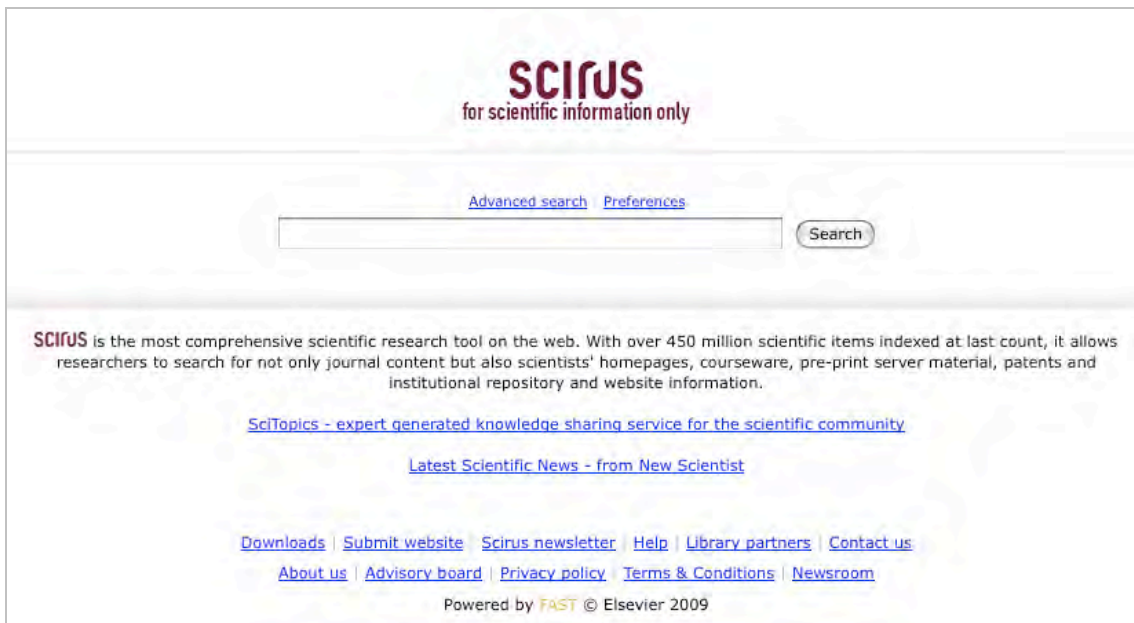 scirus
for scientific information only
Advanced search | Preferences
Search
scirus is the most comprehensive scientific research tool on the web. With over 450 million scientific items indexed at last count, it allows
researchers to search for not only journal content but also scientists' homepages, courseware, pre-print server material, patents and
institutional repository and website information.
SciTopics - expert generated knowledge sharing service for the scientific community
Latest Scientific News - from New Scientist
Downloads | Submit website | Scirus newsletter | Help | Library partners | Contact us
About us | Advisory board | Privacy policy | Terms & Conditions | Newsroom
Powered by FAST © Elsevier 2009